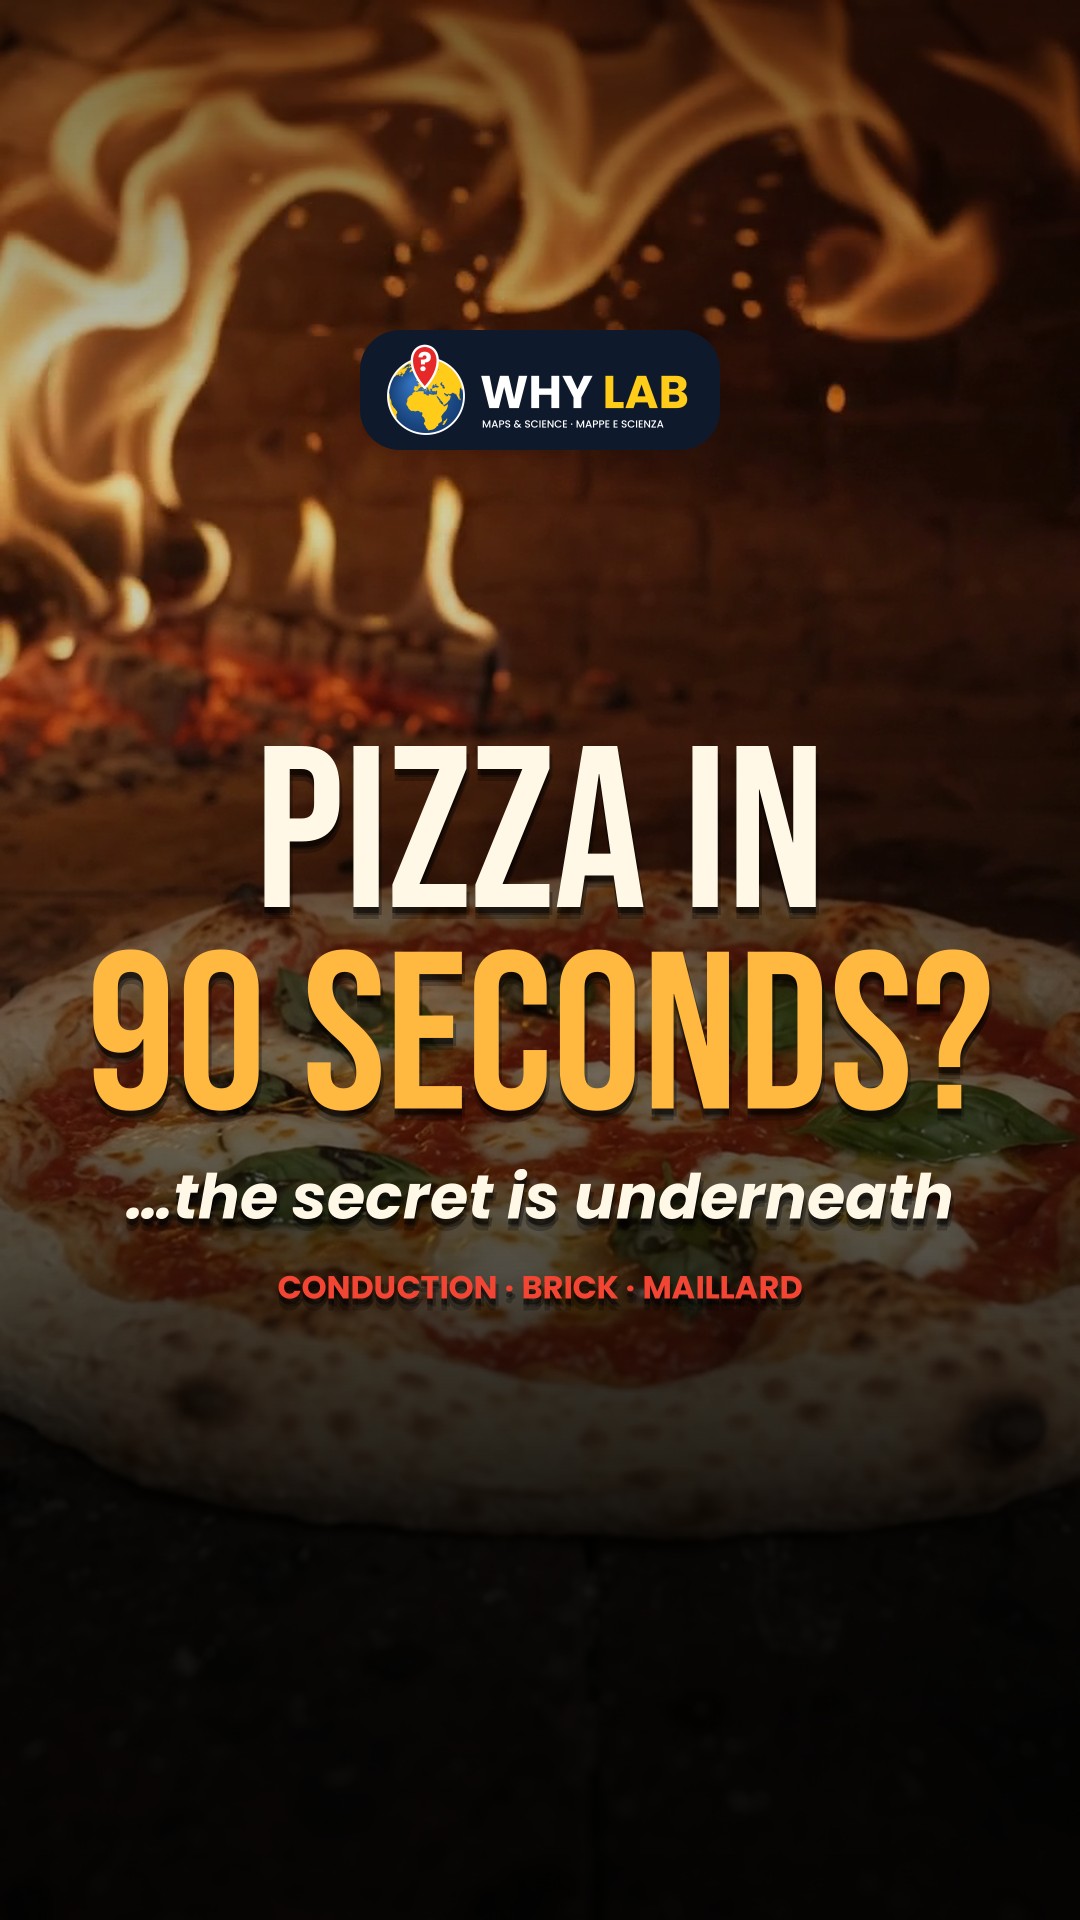 ?
WHY LAB
MAPS & SCIENCE · MAPPE E SCIENZA
PIZZA IN
90 SECONDS?
...the secret is underneath
CONDUCTION · BRICK · MAILLARD